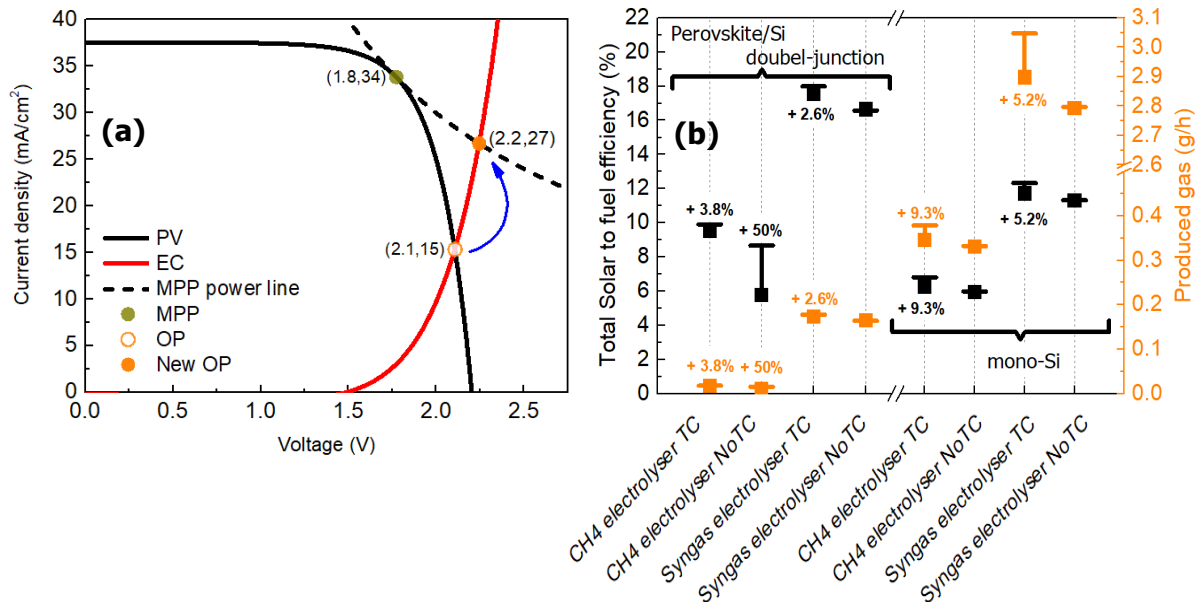 (a)
Current density (mA/cm²)
40
35
30
25
20
15
10
5
0
0.0 0.5 1.0 1.5 2.0 2.5
Voltage (V)
(1.8,34)
(2.2,27)
(2.1,15)
PV
EC
MPP power line
MPP
OP
New OP
(b)
Total Solar to fuel efficiency (%)
22
20
18
16
14
12
10
8
6
4
2
0
Perovskite/Si
doubel-junction
+ 2.6%
+ 3.8%
+ 50%
+ 2.6%
+ 3.8%
+ 50%
+ 5.2%
+ 5.2%
+ 9.3%
+ 9.3%
mono-Si
3.1
3.0
2.9
2.8
2.7
2.6
0.4
0.3
0.2
0.1
0.0
Produced gas (g/h)
CH4 electrolyser TC
CH4 electrolyser NoTC
Syngas electrolyser TC
Syngas electrolyser NoTC
CH4 electrolyser TC
CH4 electrolyser NoTC
Syngas electrolyser TC
Syngas electrolyser NoTC